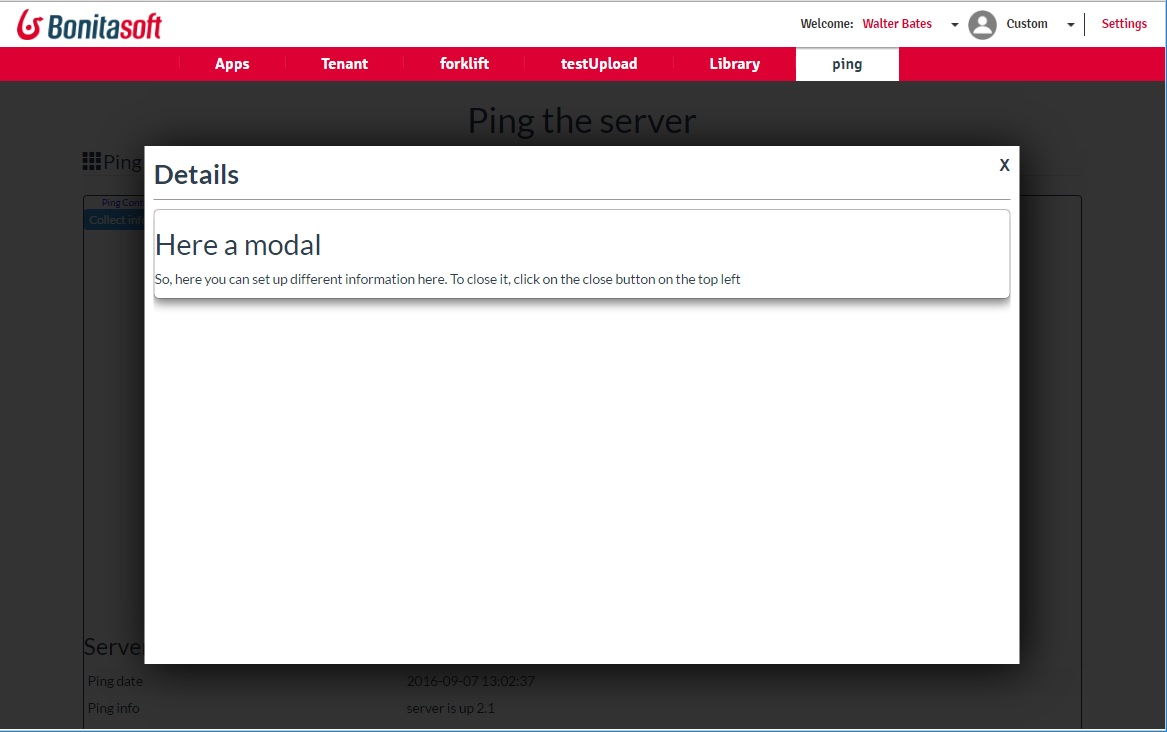 Bonitasoft
Welcome: Walter Bates Custom Settings
Apps Tenant forklift testUpload Library ping
Ping the server
Ping
Details X
Ping Cont
Collect inf
Here a modal
So, here you can set up different information here. To close it, click on the close button on the top left
Serve
Ping date 2016-09-07 13:02:37
Ping info server is up 2.1